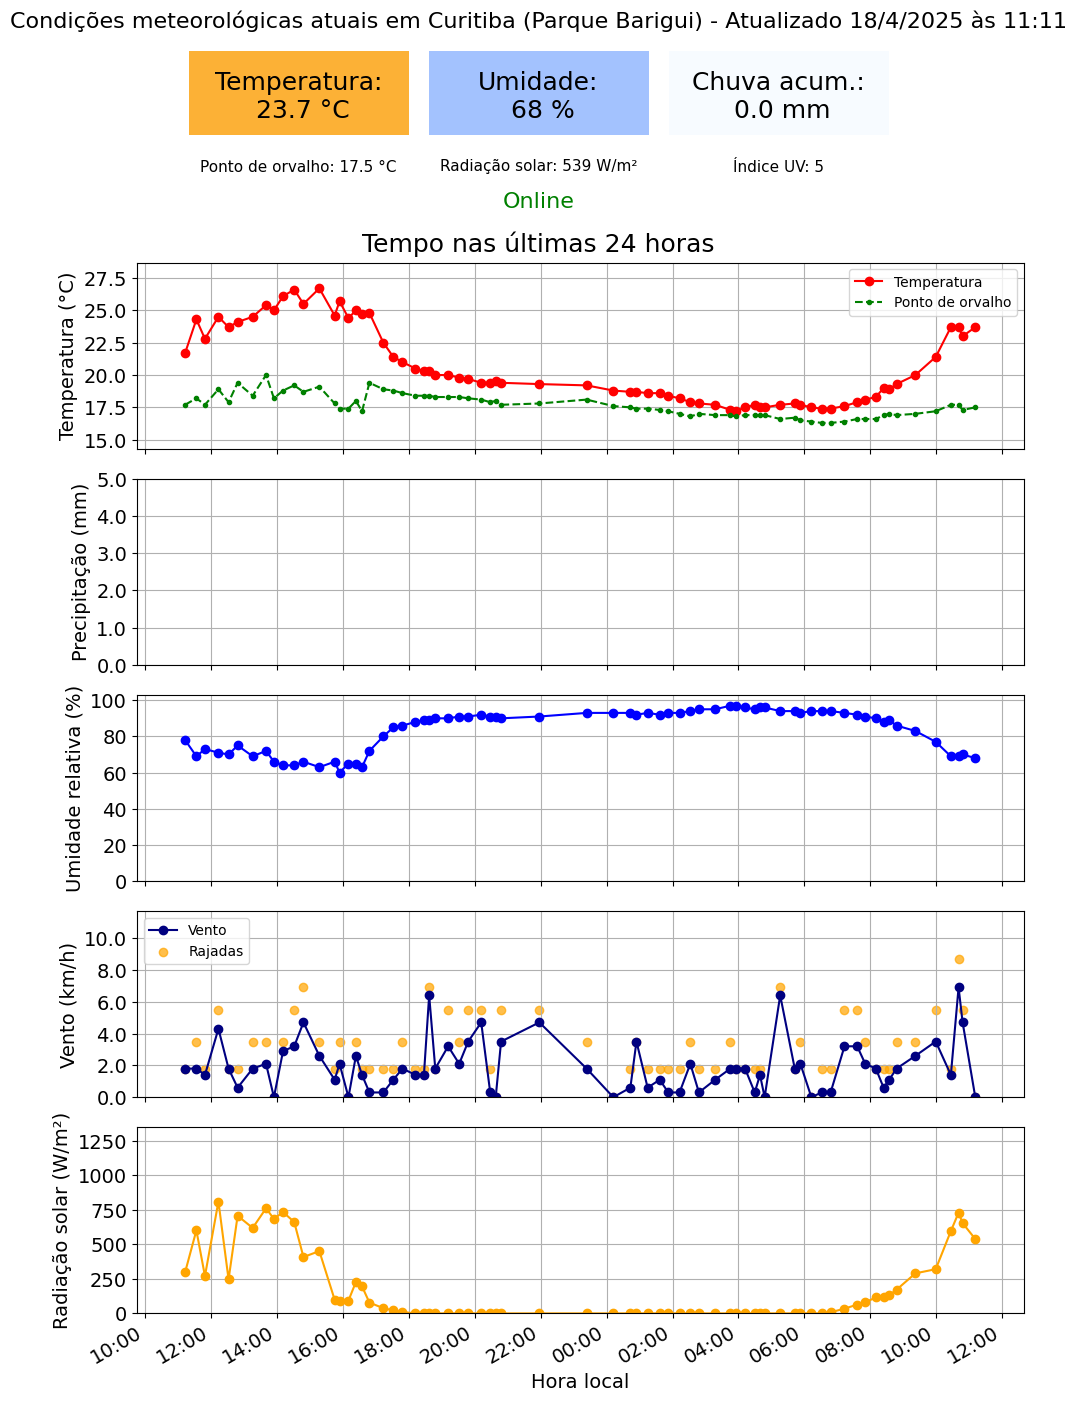 Condições meteorológicas atuais em Curitiba (Parque Barigui) - Atualizado 18/4/2025 às 11:11
Temperatura:
23.7 °C
Umidade:
68 %
Chuva acum.:
0.0 mm
Ponto de orvalho: 17.5 °C
Radiação solar: 539 W/m²
Índice UV: 5
Online
Tempo nas últimas 24 horas
Temperatura (°C)
27.5
25.0
22.5
20.0
17.5
15.0
Temperatura
Ponto de orvalho
Precipitação (mm)
5.0
4.0
3.0
2.0
1.0
0.0
Umidade relativa (%)
100
80
60
40
20
0
Vento (km/h)
10.0
8.0
6.0
4.0
2.0
0.0
Vento
Rajadas
Radiação solar (W/m²)
1250
1000
750
500
250
0
10:00
12:00
14:00
16:00
18:00
20:00
22:00
00:00
02:00
04:00
06:00
08:00
10:00
12:00
Hora local